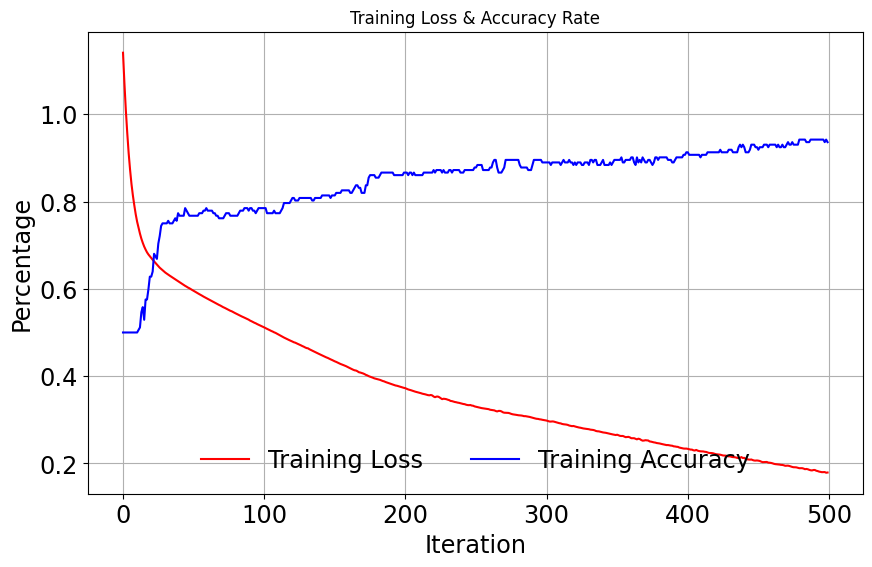 Training Loss & Accuracy Rate
Percentage
1.0
0.8
0.6
0.4
0.2
Training Loss
Training Accuracy
0 100 200 300 400 500
Iteration